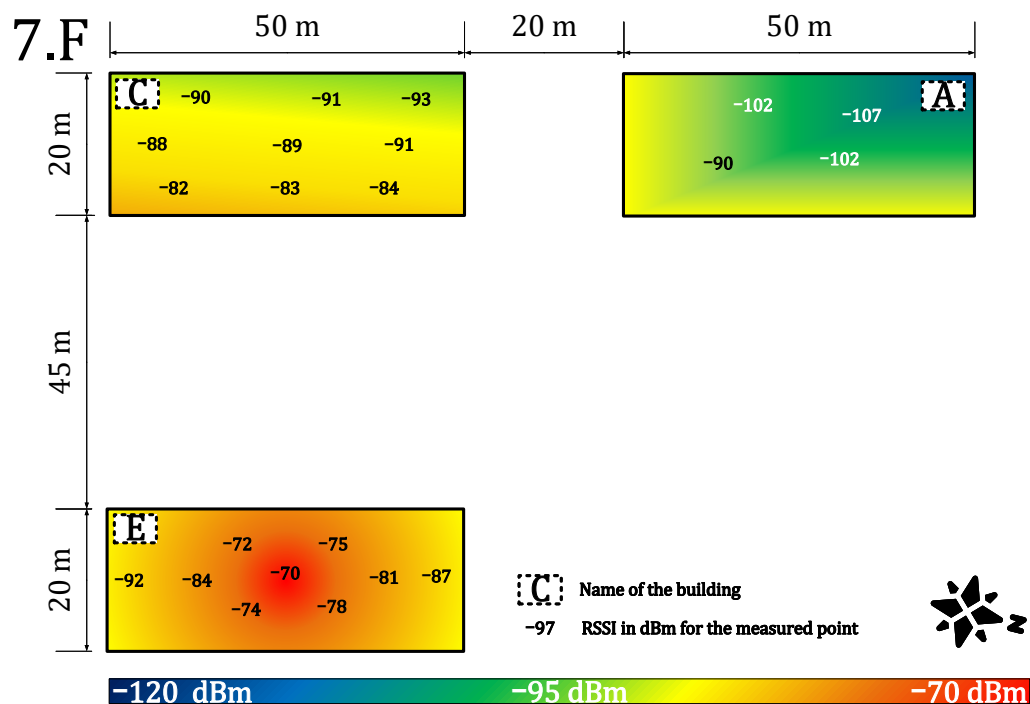 7.F
50 m 20 m 50 m
20 m
C
−90 −91 −93
−88 −89 −91
−82 −83 −84
A
−102 −107
−90 −102
45 m
20 m
E
−72 −75
−92 −84 −70 −81 −87
−74 −78
C Name of the building
−97 RSSI in dBm for the measured point
N
−120 dBm −95 dBm −70 dBm